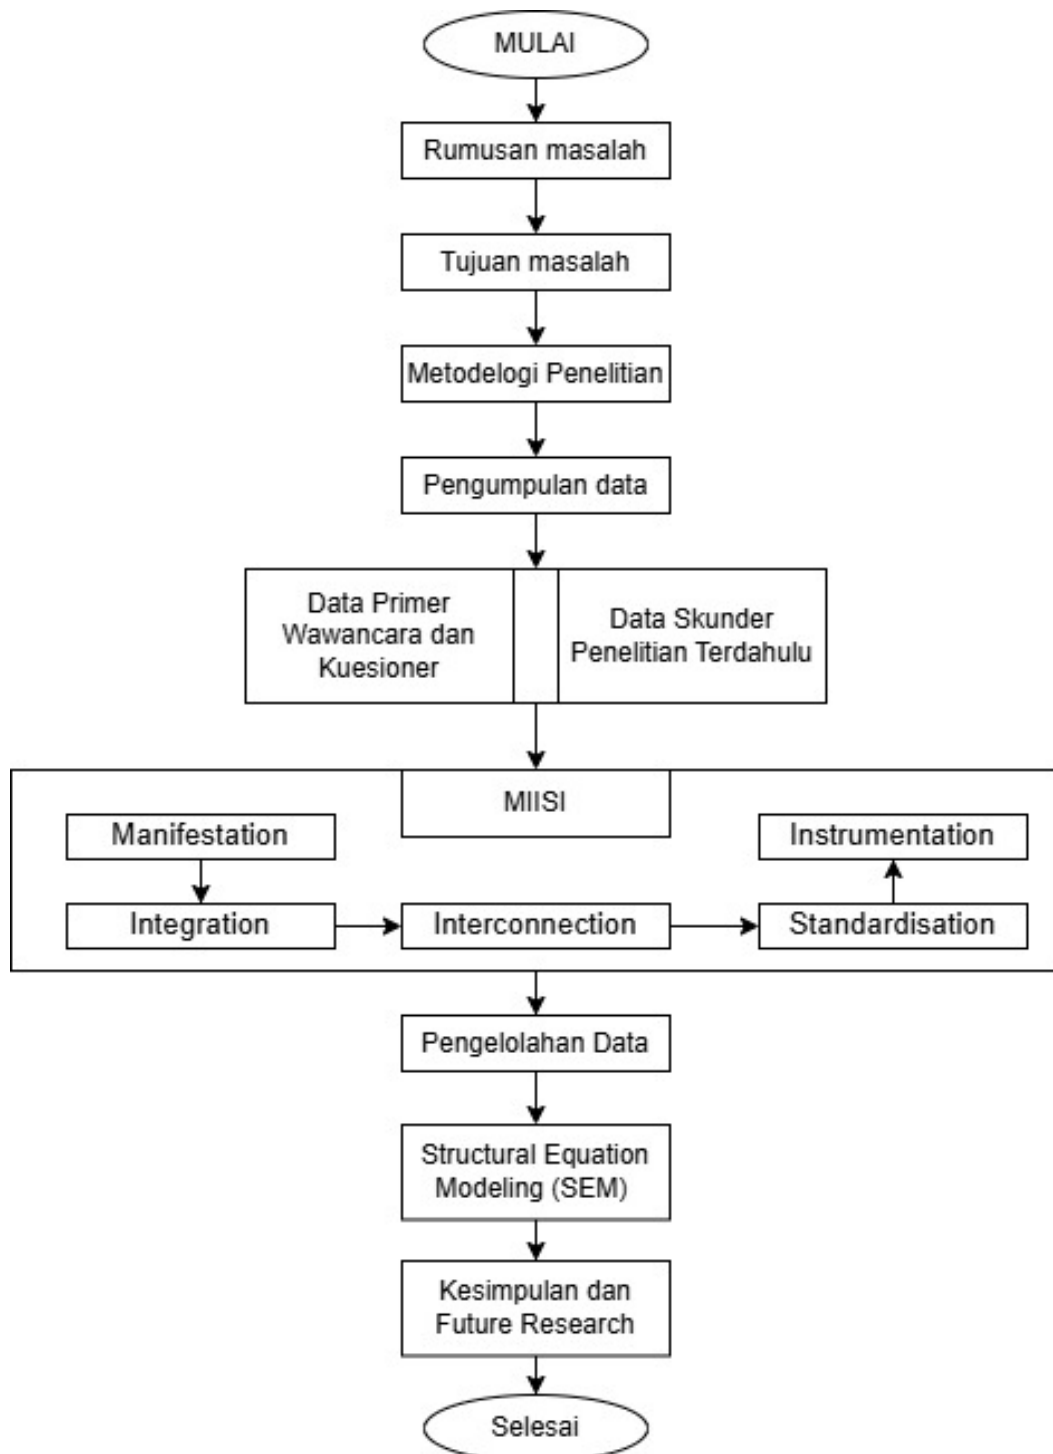 MULAI
Rumusan masalah
Tujuan masalah
Metodelogi Penelitian
Pengumpulan data
Data Primer
Wawancara dan
Kuesioner
Data Skunder
Penelitian Terdahulu
MIISI
Manifestation
Instrumentation
Integration
Interconnection
Standardisation
Pengelolahan Data
Structural Equation
Modeling (SEM)
Kesimpulan dan
Future Research
Selesai